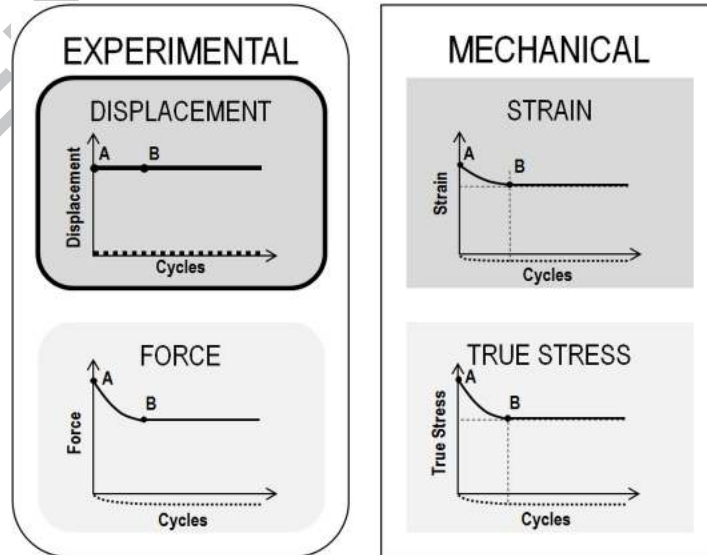 EXPERIMENTAL
DISPLACEMENT
Displacement
A
B
Cycles
FORCE
Force
A
B
Cycles
MECHANICAL
STRAIN
Strain
A
B
Cycles
TRUE STRESS
True Stress
A
B
Cycles